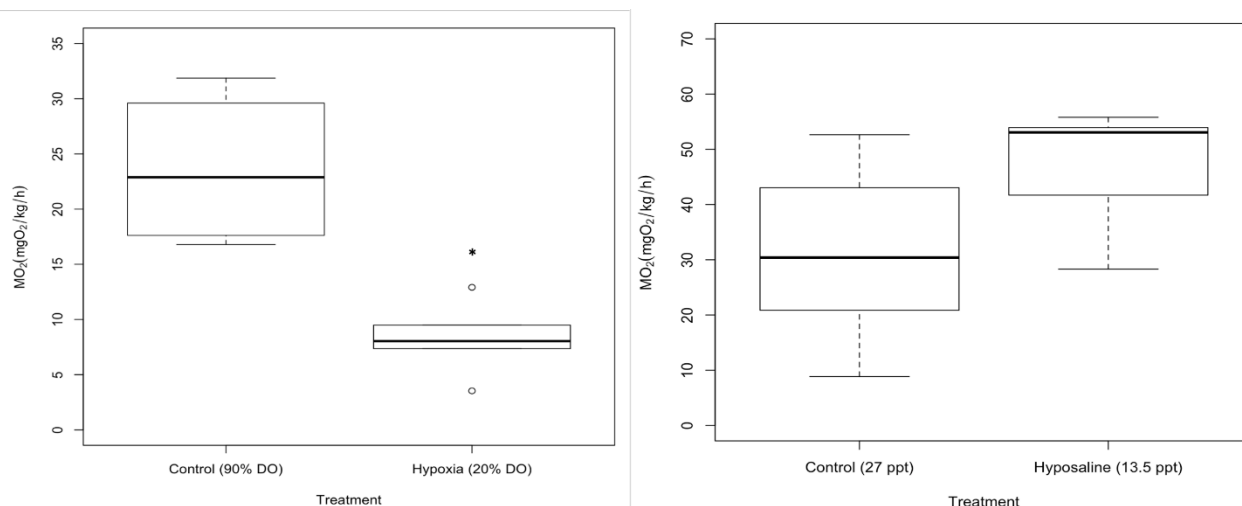 35
30
25
20
15
10
5
0
MO₂(mgO₂/kg/h)
*
Control (90% DO)
Hypoxia (20% DO)
Treatment
70
60
50
40
30
20
10
0
MO₂(mgO₂/kg/h)
Control (27 ppt)
Hyposaline (13.5 ppt)
Treatment